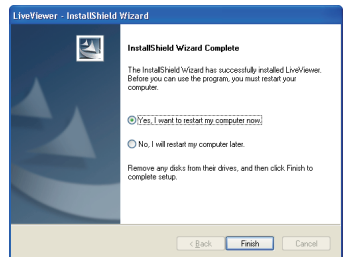 LiveViewer - InstallShield Wizard
InstallShield Wizard Complete
The InstallShield Wizard has successfully installed LiveViewer.
Before you can use the program, you must restart your
computer.
Yes, I want to restart my computer now.
No, I will restart my computer later.
Remove any disks from their drives, and then click Finish to
complete setup.
< Back
Finish
Cancel